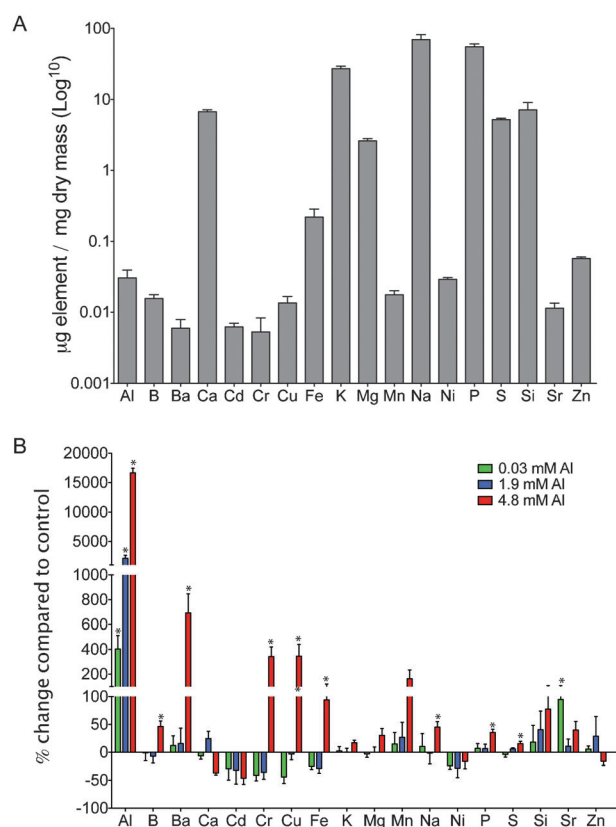 A
µg element / mg dry mass (Log10)
100
10
1
0.1
0.01
0.001
Al B Ba Ca Cd Cr Cu Fe K Mg Mn Na Ni P S Si Sr Zn
B
% change compared to control
20000
15000
10000
5000
1000
800
600
400
200
100
50
0
-50
-100
0.03 mM Al
1.9 mM Al
4.8 mM Al
* * * * * * * * * * * * *
Al B Ba Ca Cd Cr Cu Fe K Mg Mn Na Ni P S Si Sr Zn